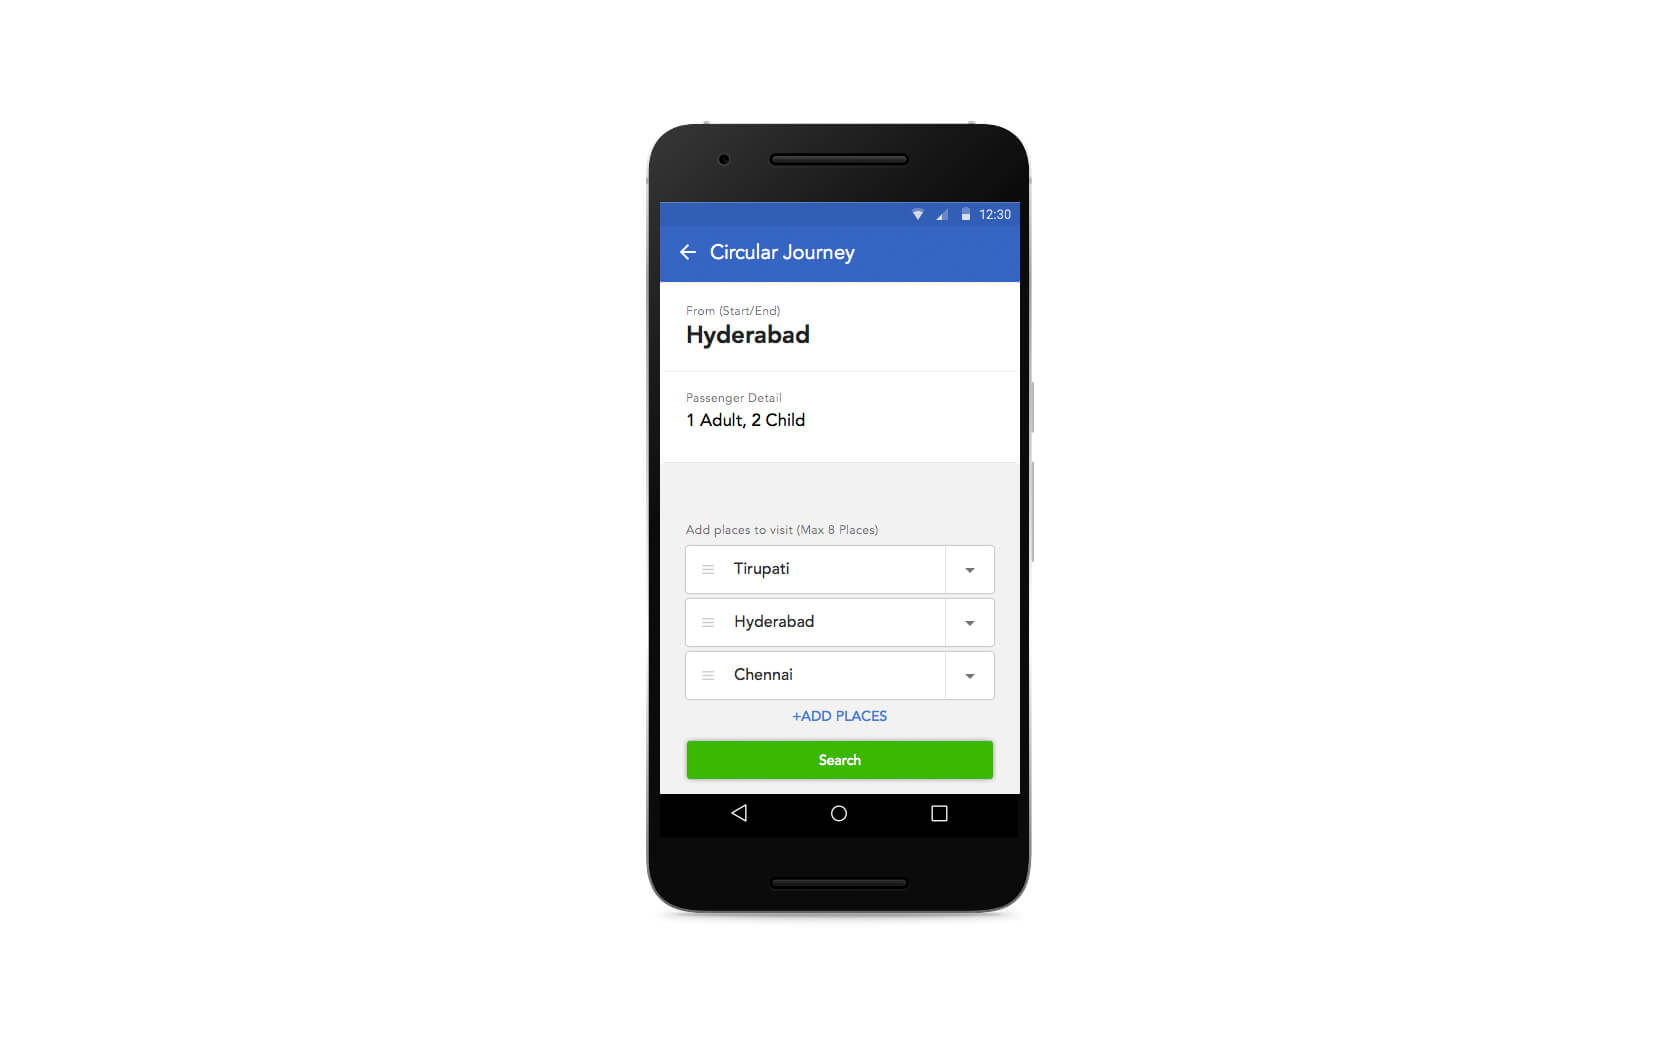 12:30
Circular Journey
From (Start/End)
Hyderabad
Passenger Detail
1 Adult, 2 Child
Add places to visit (Max 8 Places)
Tirupati
Hyderabad
Chennai
+ADD PLACES
Search